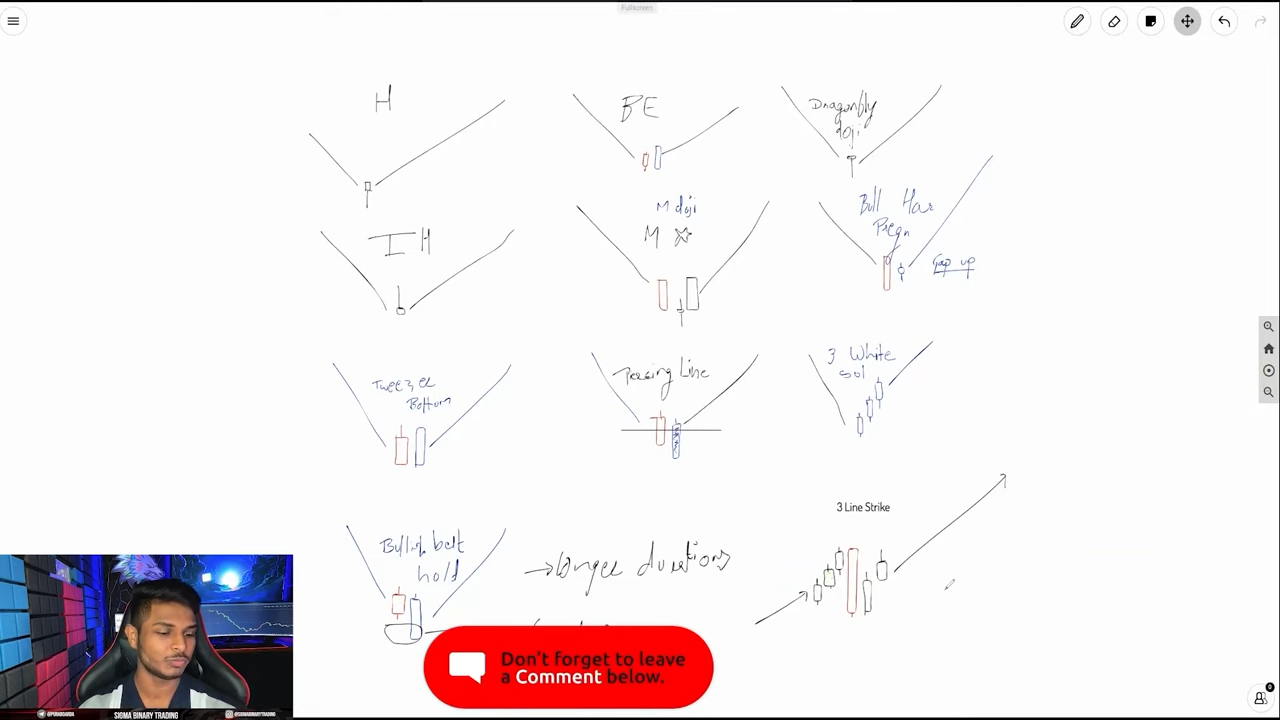 Fullscreen
H
BE
Dragonfly
doji
M doji
M
Bull Har
Pregn
Gap up
I H
Tweezer
Bottom
Piercing Line
3 White
sol
3 Line Strike
Bullish belt
hold
→longer durations
Don't forget to leave
a Comment below.
SIGMA BINARY TRADING